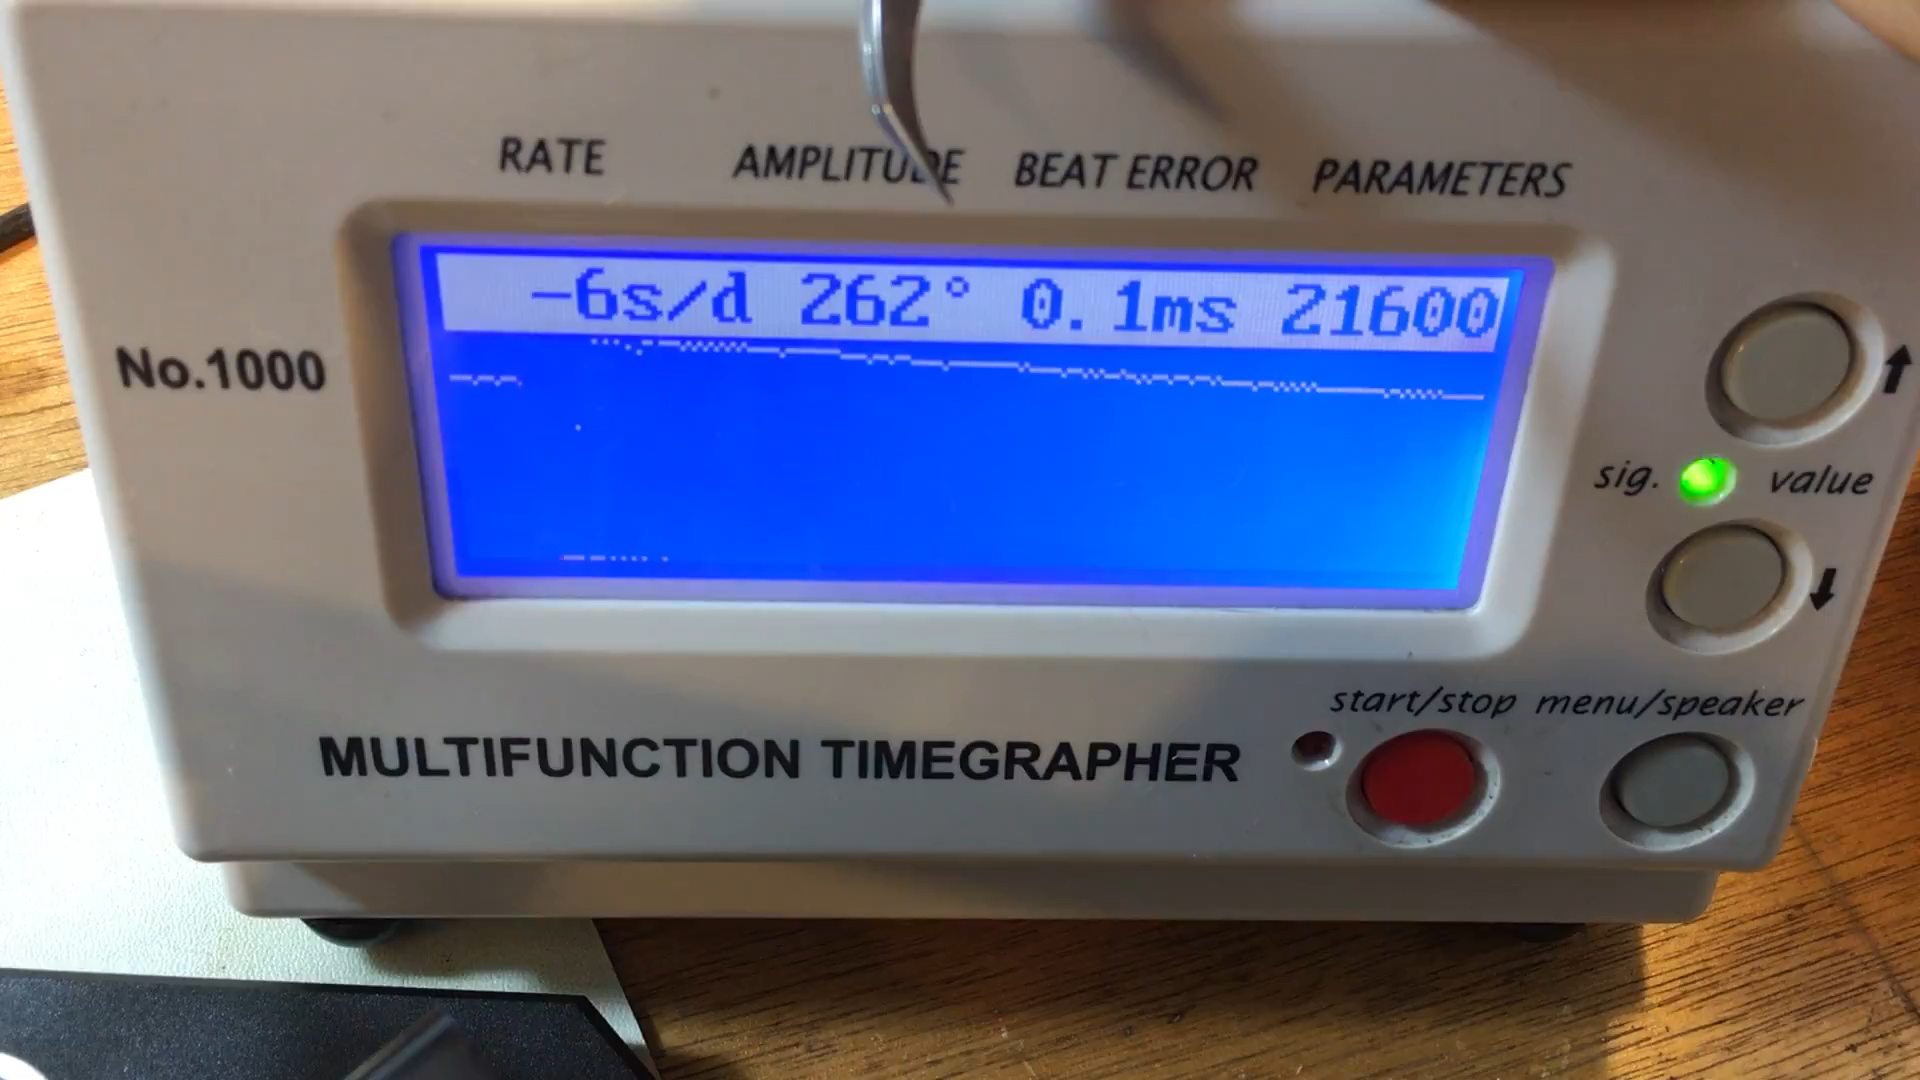 RATE AMPLITUDE BEAT ERROR PARAMETERS
-6s/d 262° 0.1ms 21600
No.1000
sig. value
start/stop menu/speaker
MULTIFUNCTION TIMEGRAPHER